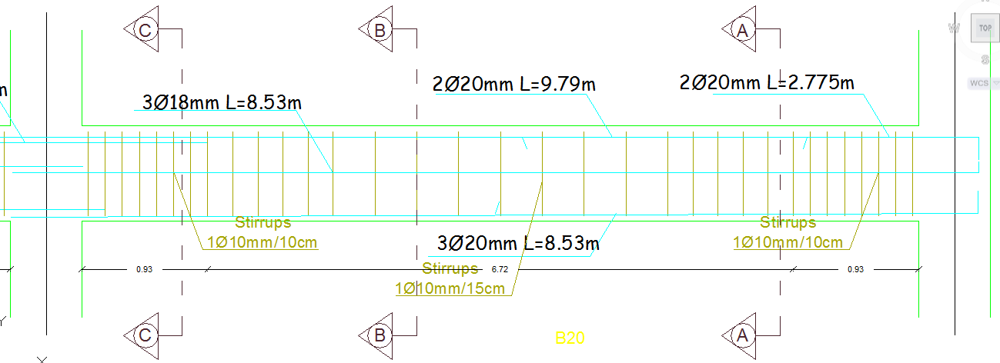 C
B
A
W
TOP
S
WCS
m
3Ø18mm L=8.53m
2Ø20mm L=9.79m
2Ø20mm L=2.775m
Stirrups
1Ø10mm/10cm
3Ø20mm L=8.53m
Stirrups
1Ø10mm/10cm
0.93
6.72
0.93
Stirrups
1Ø10mm/15cm
C
B
A
B20